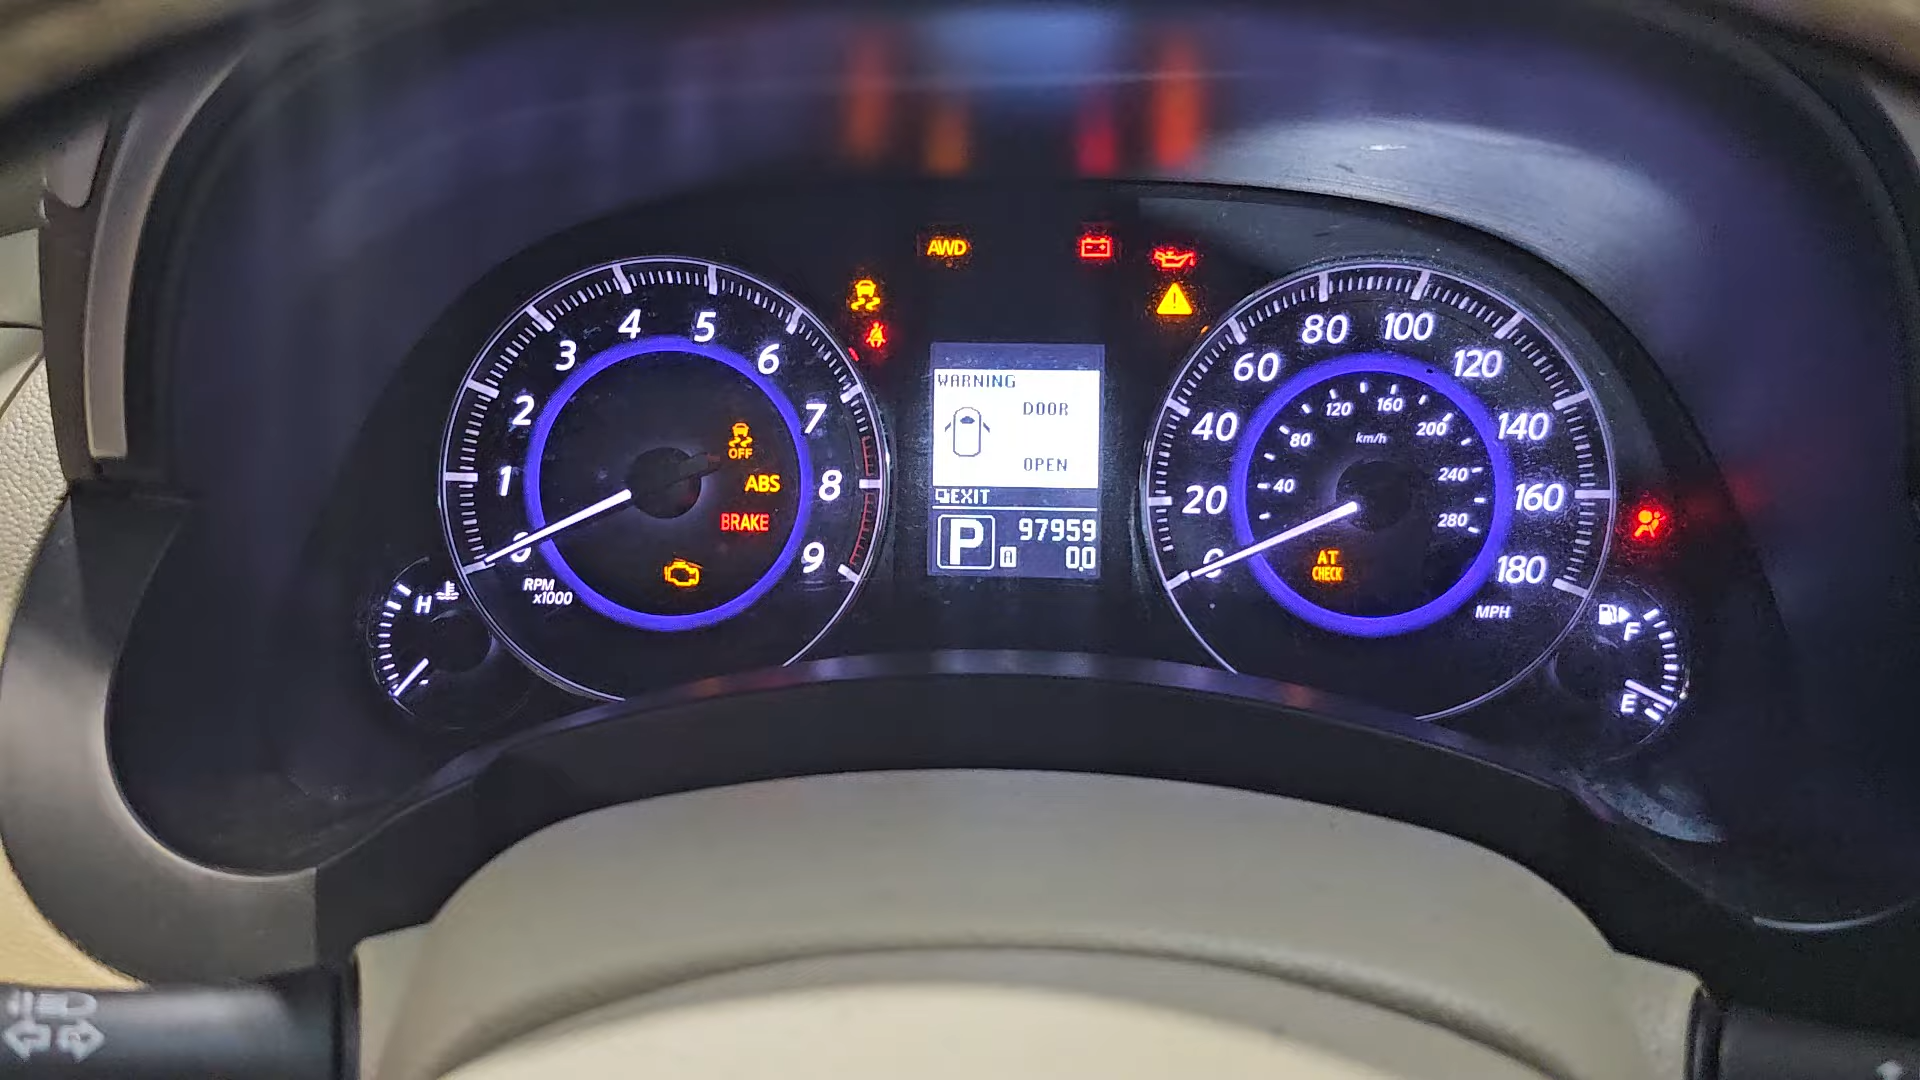 AWD
4 5
3 6
2 7
1 8
0 9
OFF
ABS
BRAKE
RPM
x1000
H
WARNING
DOOR
OPEN
EXIT
P 97959
A 0.0
80 100
60 120
40 140
20 160
0 180
120 160
80 200
40 240
280
km/h
AT
CHECK
MPH
F
E